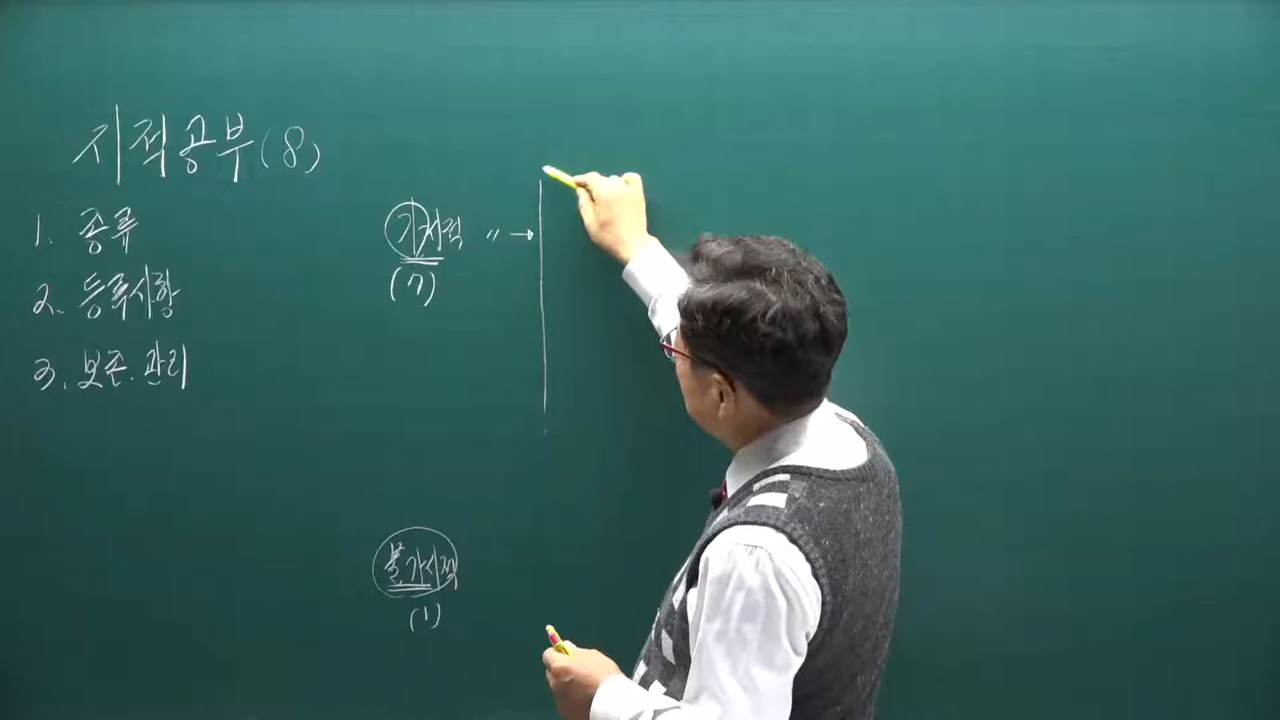 지적공부(8)
1. 종류
2. 등록사항
3. 보존.관리
가시적 〃 →
(7)
불가시적
(1)